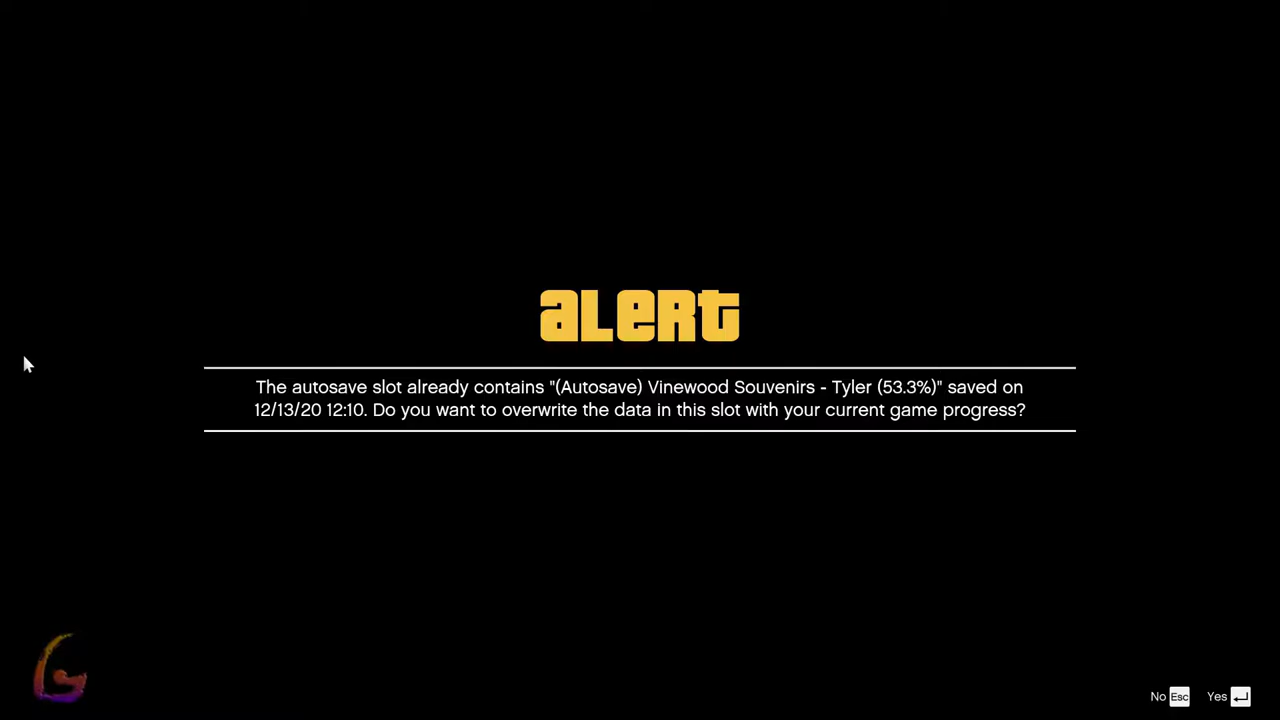 alert
The autosave slot already contains "(Autosave) Vinewood Souvenirs - Tyler (53.3%)" saved on
12/13/20 12:10. Do you want to overwrite the data in this slot with your current game progress?
No Esc Yes